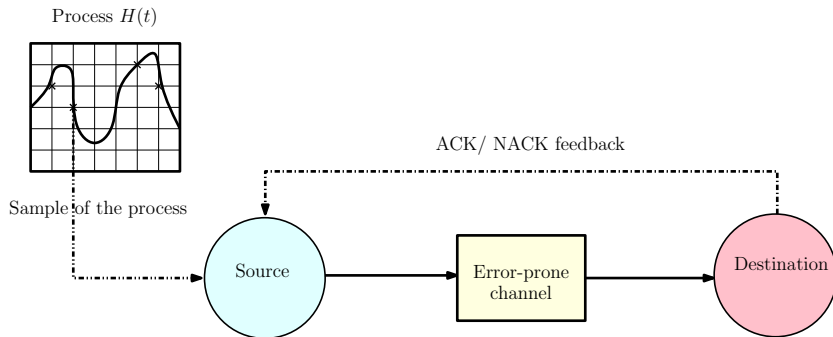 Process H(t)
ACK/ NACK feedback
Sample of the process
Source
Error-prone
channel
Destination